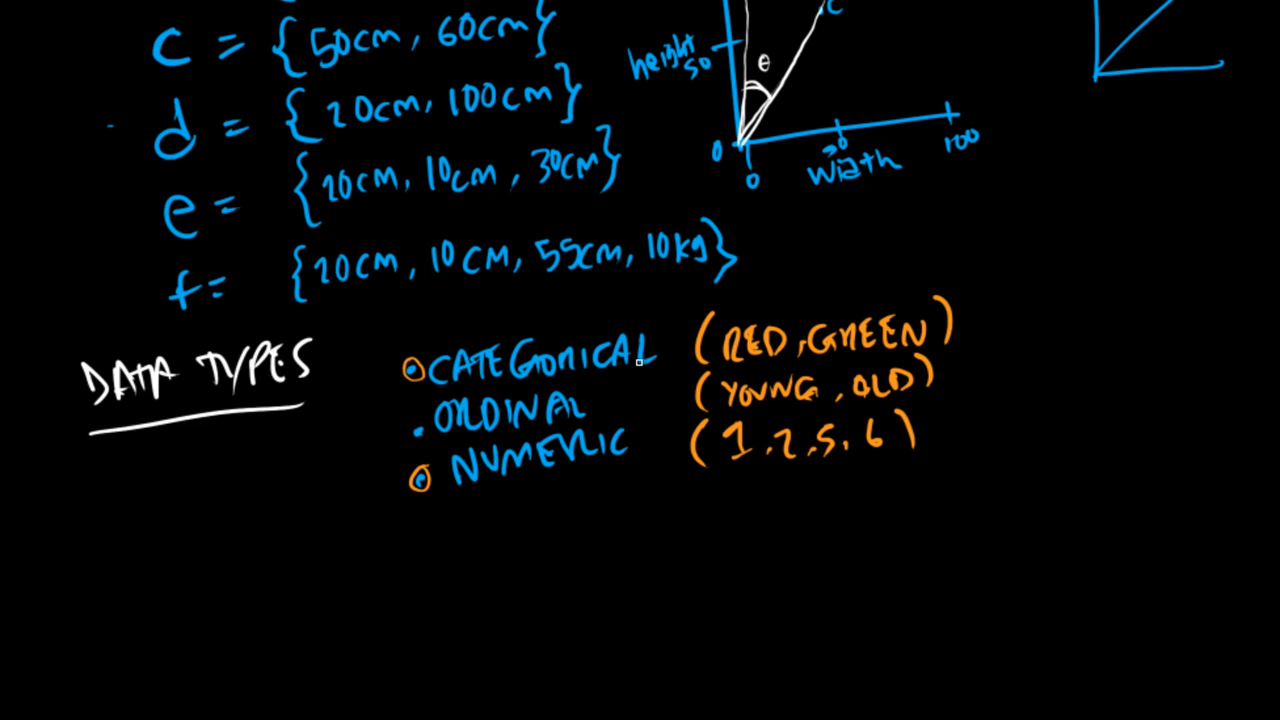 c = {50cm, 60cm}
d = {20cm, 100cm}
e = {20cm, 10cm, 30cm}
f = {20cm, 10cm, 55cm, 10kg}
height
50
θ
c
0
0
50
100
width
DATA TYPES
CATEGORICAL (RED, GREEN)
ORDINAL (YOUNG, OLD)
NUMERIC (1, 2, 5, 6)